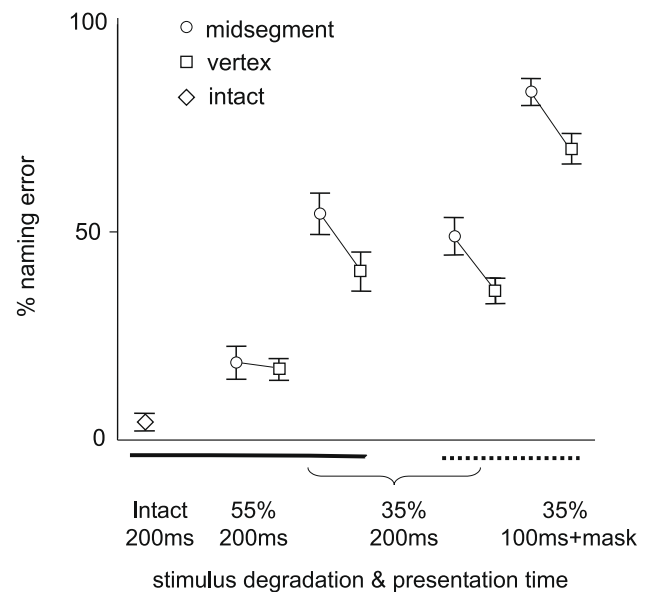 100
midsegment
vertex
intact
% naming error
50
0
Intact 55% 35% 35%
200ms 200ms 200ms 100ms+mask
stimulus degradation & presentation time